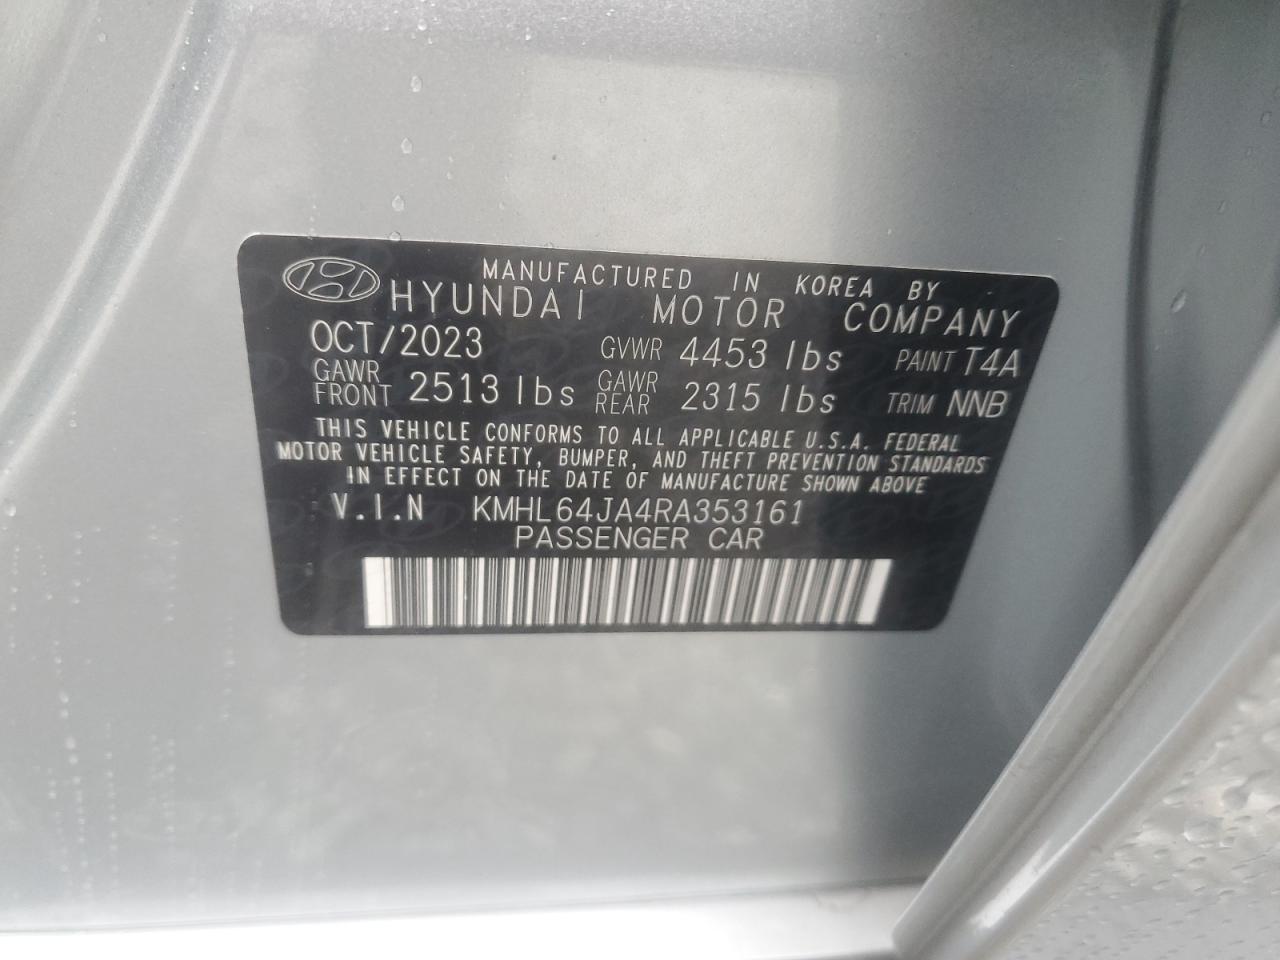 MANUFACTURED IN KOREA BY
HYUNDAI MOTOR COMPANY
OCT/2023 GVWR 4453 lbs PAINT T4A
GAWR FRONT 2513 lbs GAWR REAR 2315 lbs TRIM NNB
THIS VEHICLE CONFORMS TO ALL APPLICABLE U.S.A. FEDERAL
MOTOR VEHICLE SAFETY, BUMPER, AND THEFT PREVENTION STANDARDS
IN EFFECT ON THE DATE OF MANUFACTURE SHOWN ABOVE
V.I.N KMHL64JA4RA353161
PASSENGER CAR